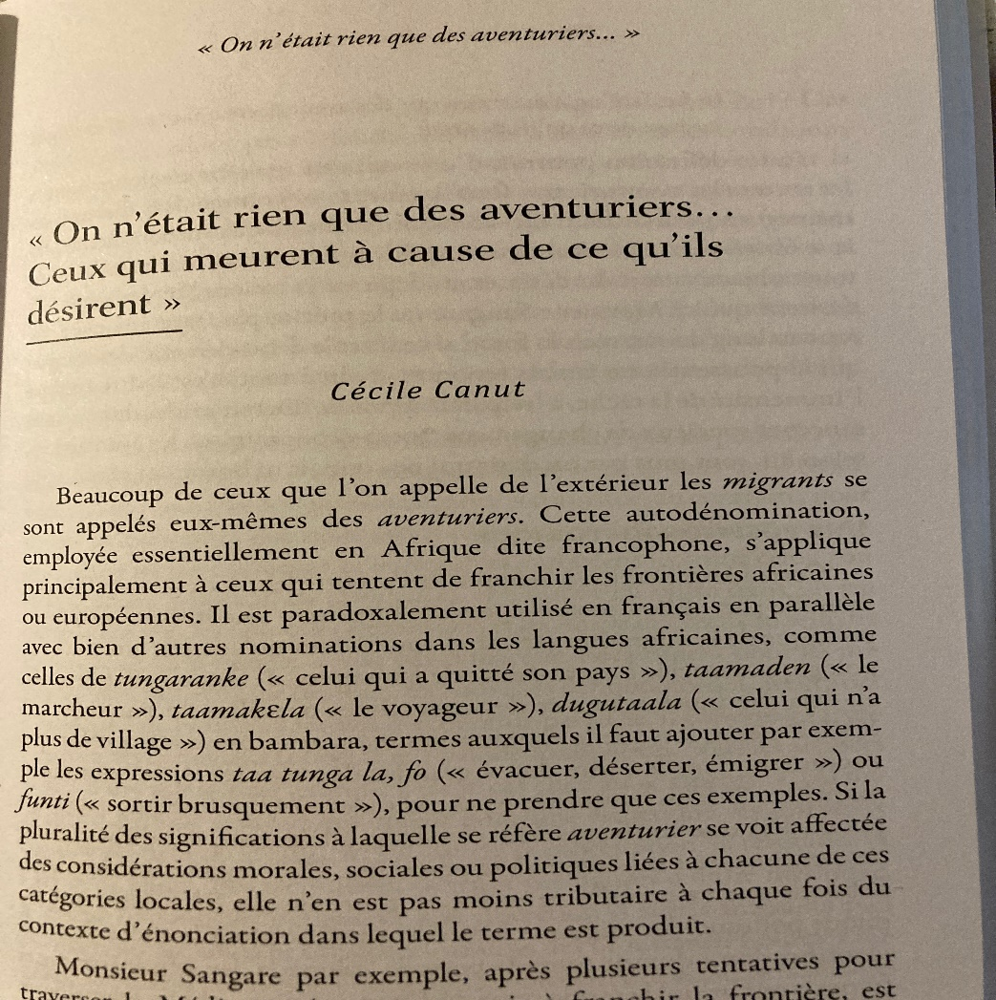 « On n'était rien que des aventuriers... »
« On n'était rien que des aventuriers...
Ceux qui meurent à cause de ce qu'ils
désirent »
Cécile Canut
Beaucoup de ceux que l'on appelle de l'extérieur les migrants se
sont appelés eux-mêmes des aventuriers. Cette autodénomination,
employée essentiellement en Afrique dite francophone, s'applique
principalement à ceux qui tentent de franchir les frontières africaines
ou européennes. Il est paradoxalement utilisé en français en parallèle
avec bien d'autres nominations dans les langues africaines, comme
celles de tungaranke (« celui qui a quitté son pays »), taamaden (« le
marcheur »), taamakɛla (« le voyageur »), dugutaala (« celui qui n'a
plus de village ») en bambara, termes auxquels il faut ajouter par exem-
ple les expressions taa tunga la, fo (« évacuer, déserter, émigrer ») ou
funti (« sortir brusquement »), pour ne prendre que ces exemples. Si la
pluralité des significations à laquelle se réfère aventurier se voit affectée
des considérations morales, sociales ou politiques liées à chacune de ces
catégories locales, elle n'en est pas moins tributaire à chaque fois du
contexte d'énonciation dans lequel le terme est produit.
Monsieur Sangare par exemple, après plusieurs tentatives pour
franchir la frontière, est